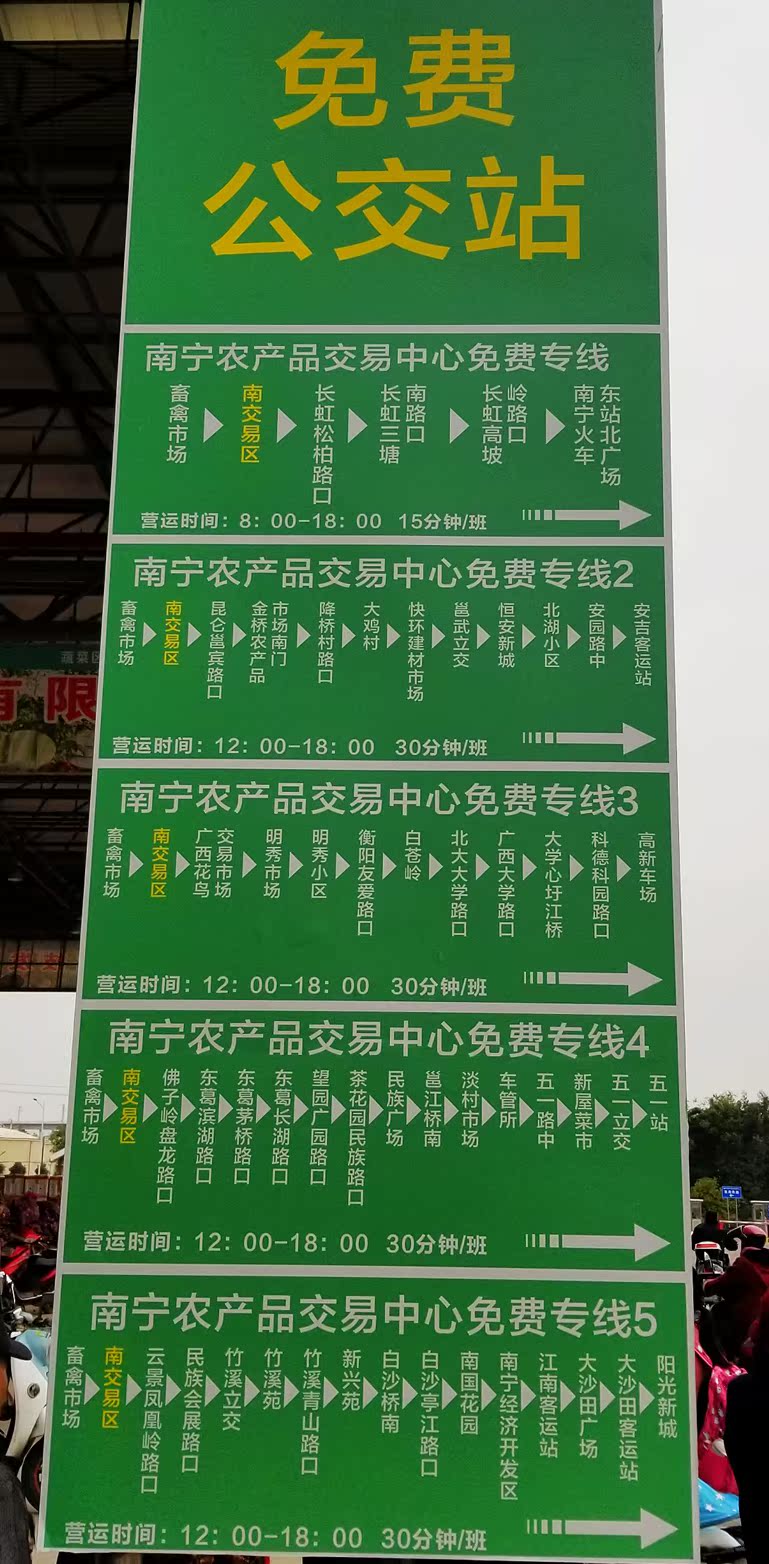 免费
公交站
南宁农产品交易中心免费专线
畜禽市场
南交易区
长虹松柏路口
长虹三塘南路口
长虹高坡岭路口
南宁火车东站北广场
营运时间：8：00-18：00 15分钟/班
南宁农产品交易中心免费专线2
畜禽市场
南交易区
昆仑邕宾路口
金桥农产品市场南门
降桥村路口
大鸡村
快环建材市场
邕武立交
恒安新城
北湖小区
安园路中
安吉客运站
营运时间：12：00-18：00 30分钟/班
南宁农产品交易中心免费专线3
畜禽市场
南交易区
广西花鸟交易市场
明秀市场
明秀小区
衡阳友爱路口
白苍岭
北大大学路口
广西大学路口
大学心圩江桥
科德科园路口
高新车场
营运时间：12：00-18：00 30分钟/班
南宁农产品交易中心免费专线4
畜禽市场
南交易区
佛子岭盘龙路口
东葛滨湖路口
东葛茅桥路口
东葛长湖路口
望园广园路口
茶花园民族路口
民族广场
邕江桥南
淡村市场
车管所
五一路中
新屋菜市
五一立交
五一站
营运时间：12：00-18：00 30分钟/班
南宁农产品交易中心免费专线5
畜禽市场
南交易区
云景凤凰岭路口
民族会展路口
竹溪立交
竹溪苑
竹溪青山路口
新兴苑
白沙桥南
白沙亭江路口
南国花园
南宁经济开发区
江南客运站
大沙田广场
大沙田客运站
阳光新城
营运时间：12：00-18：00 30分钟/班
蔬菜区
有限